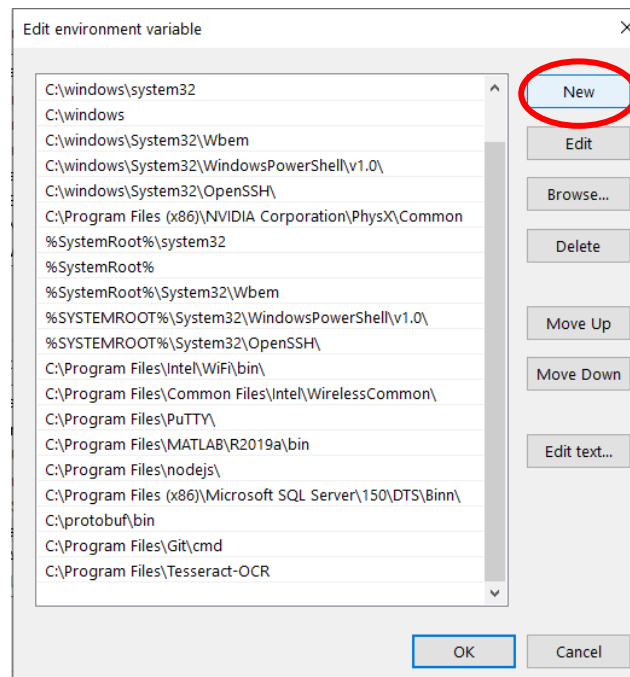 Edit environment variable
C:\windows\system32
C:\windows
C:\windows\System32\Wbem
C:\windows\System32\WindowsPowerShell\v1.0\
C:\windows\System32\OpenSSH\
C:\Program Files (x86)\NVIDIA Corporation\PhysX\Common
%SystemRoot%\system32
%SystemRoot%
%SystemRoot%\System32\Wbem
%SYSTEMROOT%\System32\WindowsPowerShell\v1.0\
%SYSTEMROOT%\System32\OpenSSH\
C:\Program Files\Intel\WiFi\bin\
C:\Program Files\Common Files\Intel\WirelessCommon\
C:\Program Files\PuTTY\
C:\Program Files\MATLAB\R2019a\bin
C:\Program Files\nodejs\
C:\Program Files (x86)\Microsoft SQL Server\150\DTS\Binn\
C:\protobuf\bin
C:\Program Files\Git\cmd
C:\Program Files\Tesseract-OCR
New
Edit
Browse...
Delete
Move Up
Move Down
Edit text...
OK
Cancel